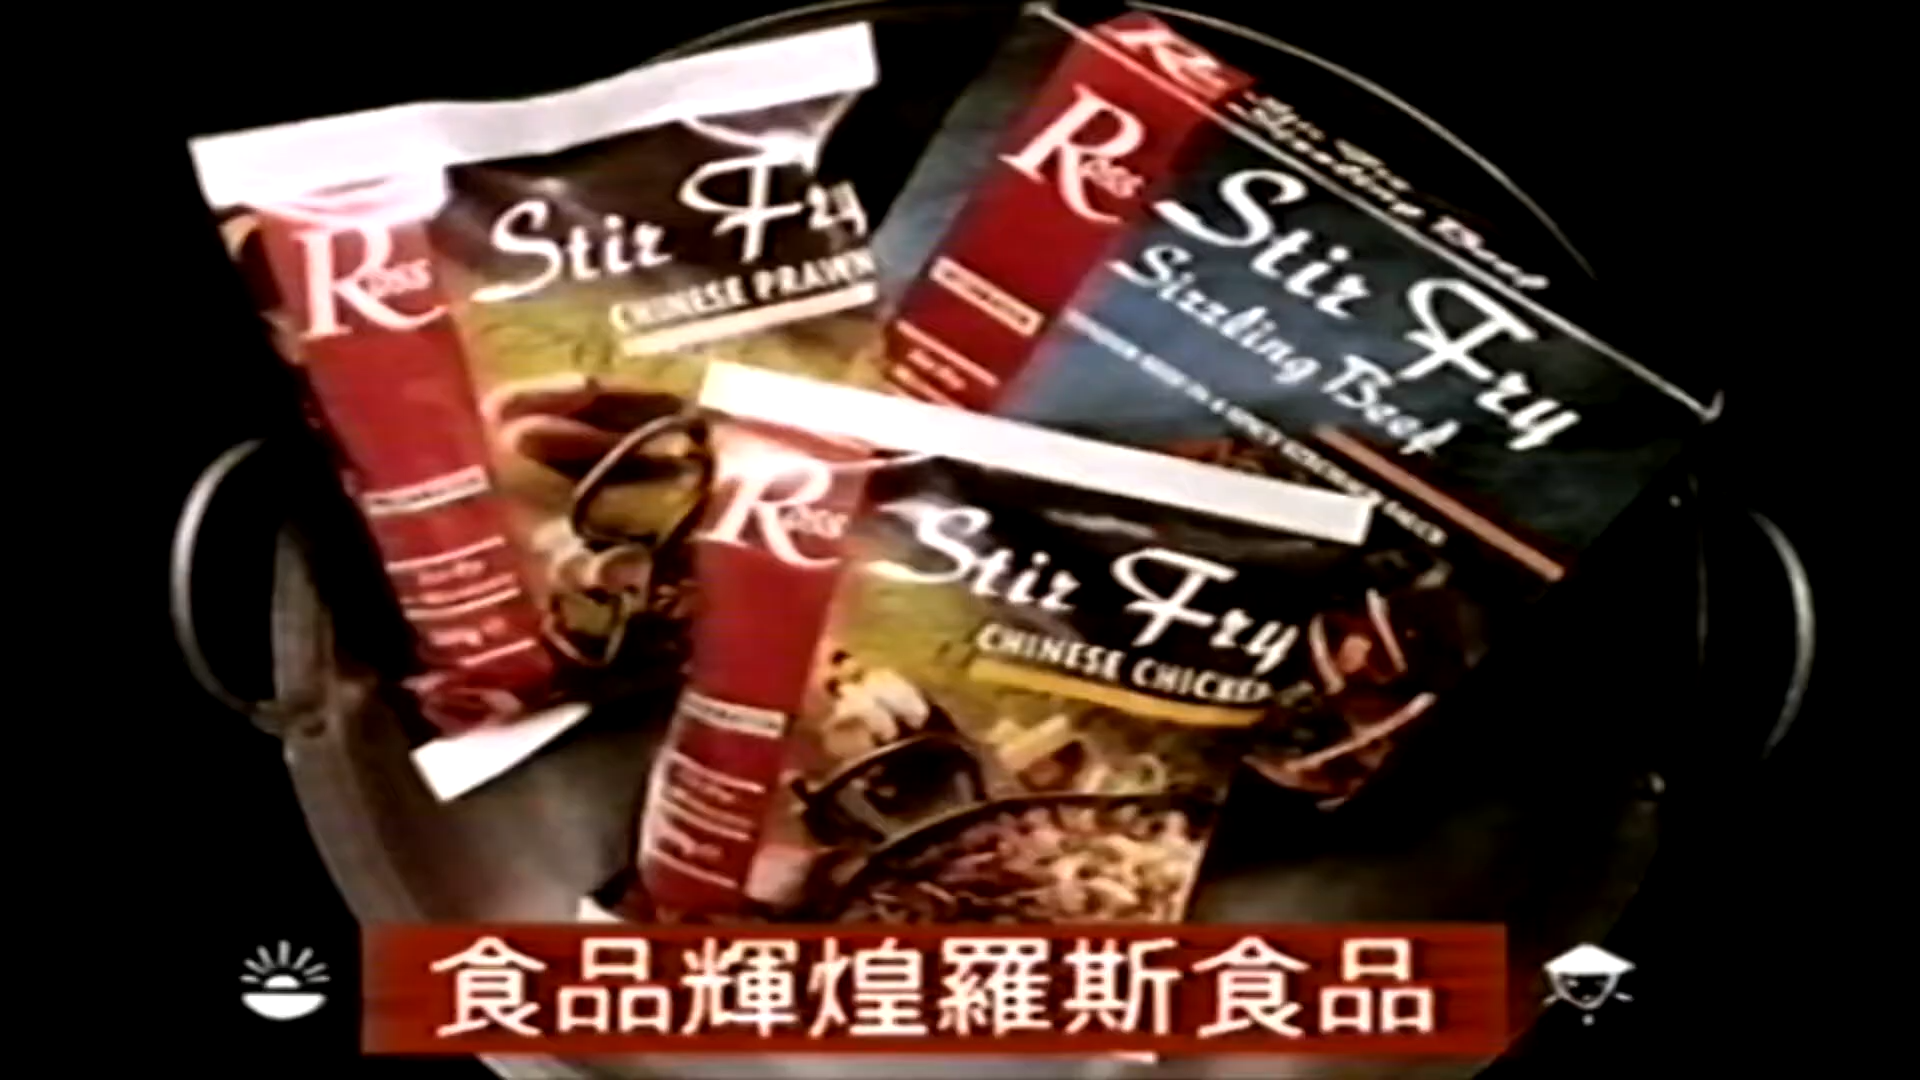 Ross
Stir Fry
CHINESE PRAWN
Ross
Stir Fry
Sizzling Beef
Ross
Stir Fry
CHINESE CHICKEN
食品輝煌羅斯食品